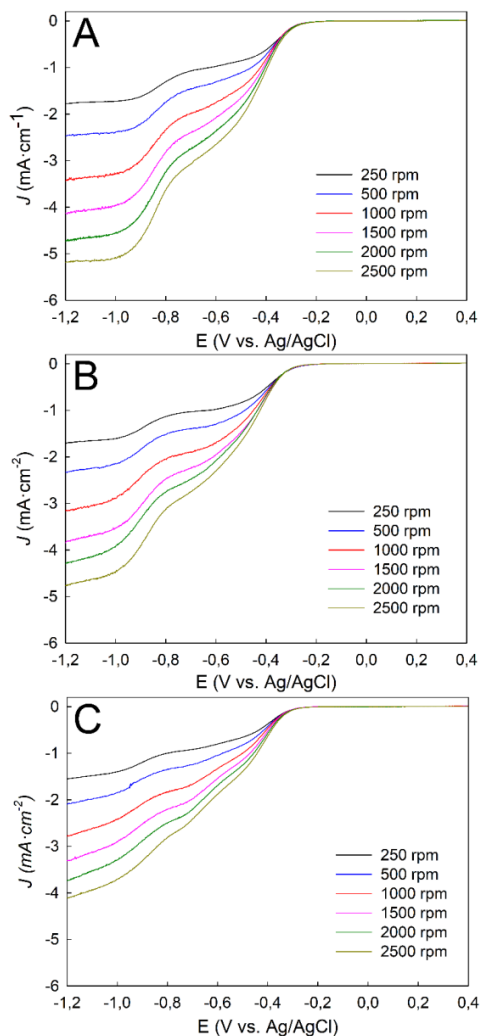 A
0
-1
-2
-3
-4
-5
-6
J (mA·cm⁻¹)
250 rpm
500 rpm
1000 rpm
1500 rpm
2000 rpm
2500 rpm
-1,2 -1,0 -0,8 -0,6 -0,4 -0,2 0,0 0,2 0,4
E (V vs. Ag/AgCl)
B
0
-1
-2
-3
-4
-5
-6
J (mA·cm⁻²)
250 rpm
500 rpm
1000 rpm
1500 rpm
2000 rpm
2500 rpm
-1,2 -1,0 -0,8 -0,6 -0,4 -0,2 0,0 0,2 0,4
E (V vs. Ag/AgCl)
C
0
-1
-2
-3
-4
-5
-6
J (mA·cm⁻²)
250 rpm
500 rpm
1000 rpm
1500 rpm
2000 rpm
2500 rpm
-1,2 -1,0 -0,8 -0,6 -0,4 -0,2 0,0 0,2 0,4
E (V vs. Ag/AgCl)